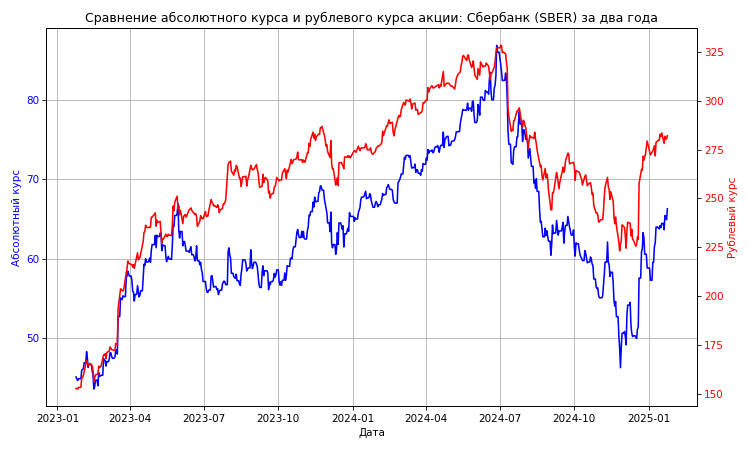 Сравнение абсолютного курса и рублевого курса акции: Сбербанк (SBER) за два года
Абсолютный курс
80
70
60
50
325
300
275
250
225
200
175
150
Рублевый курс
2023-01 2023-04 2023-07 2023-10 2024-01 2024-04 2024-07 2024-10 2025-01
Дата